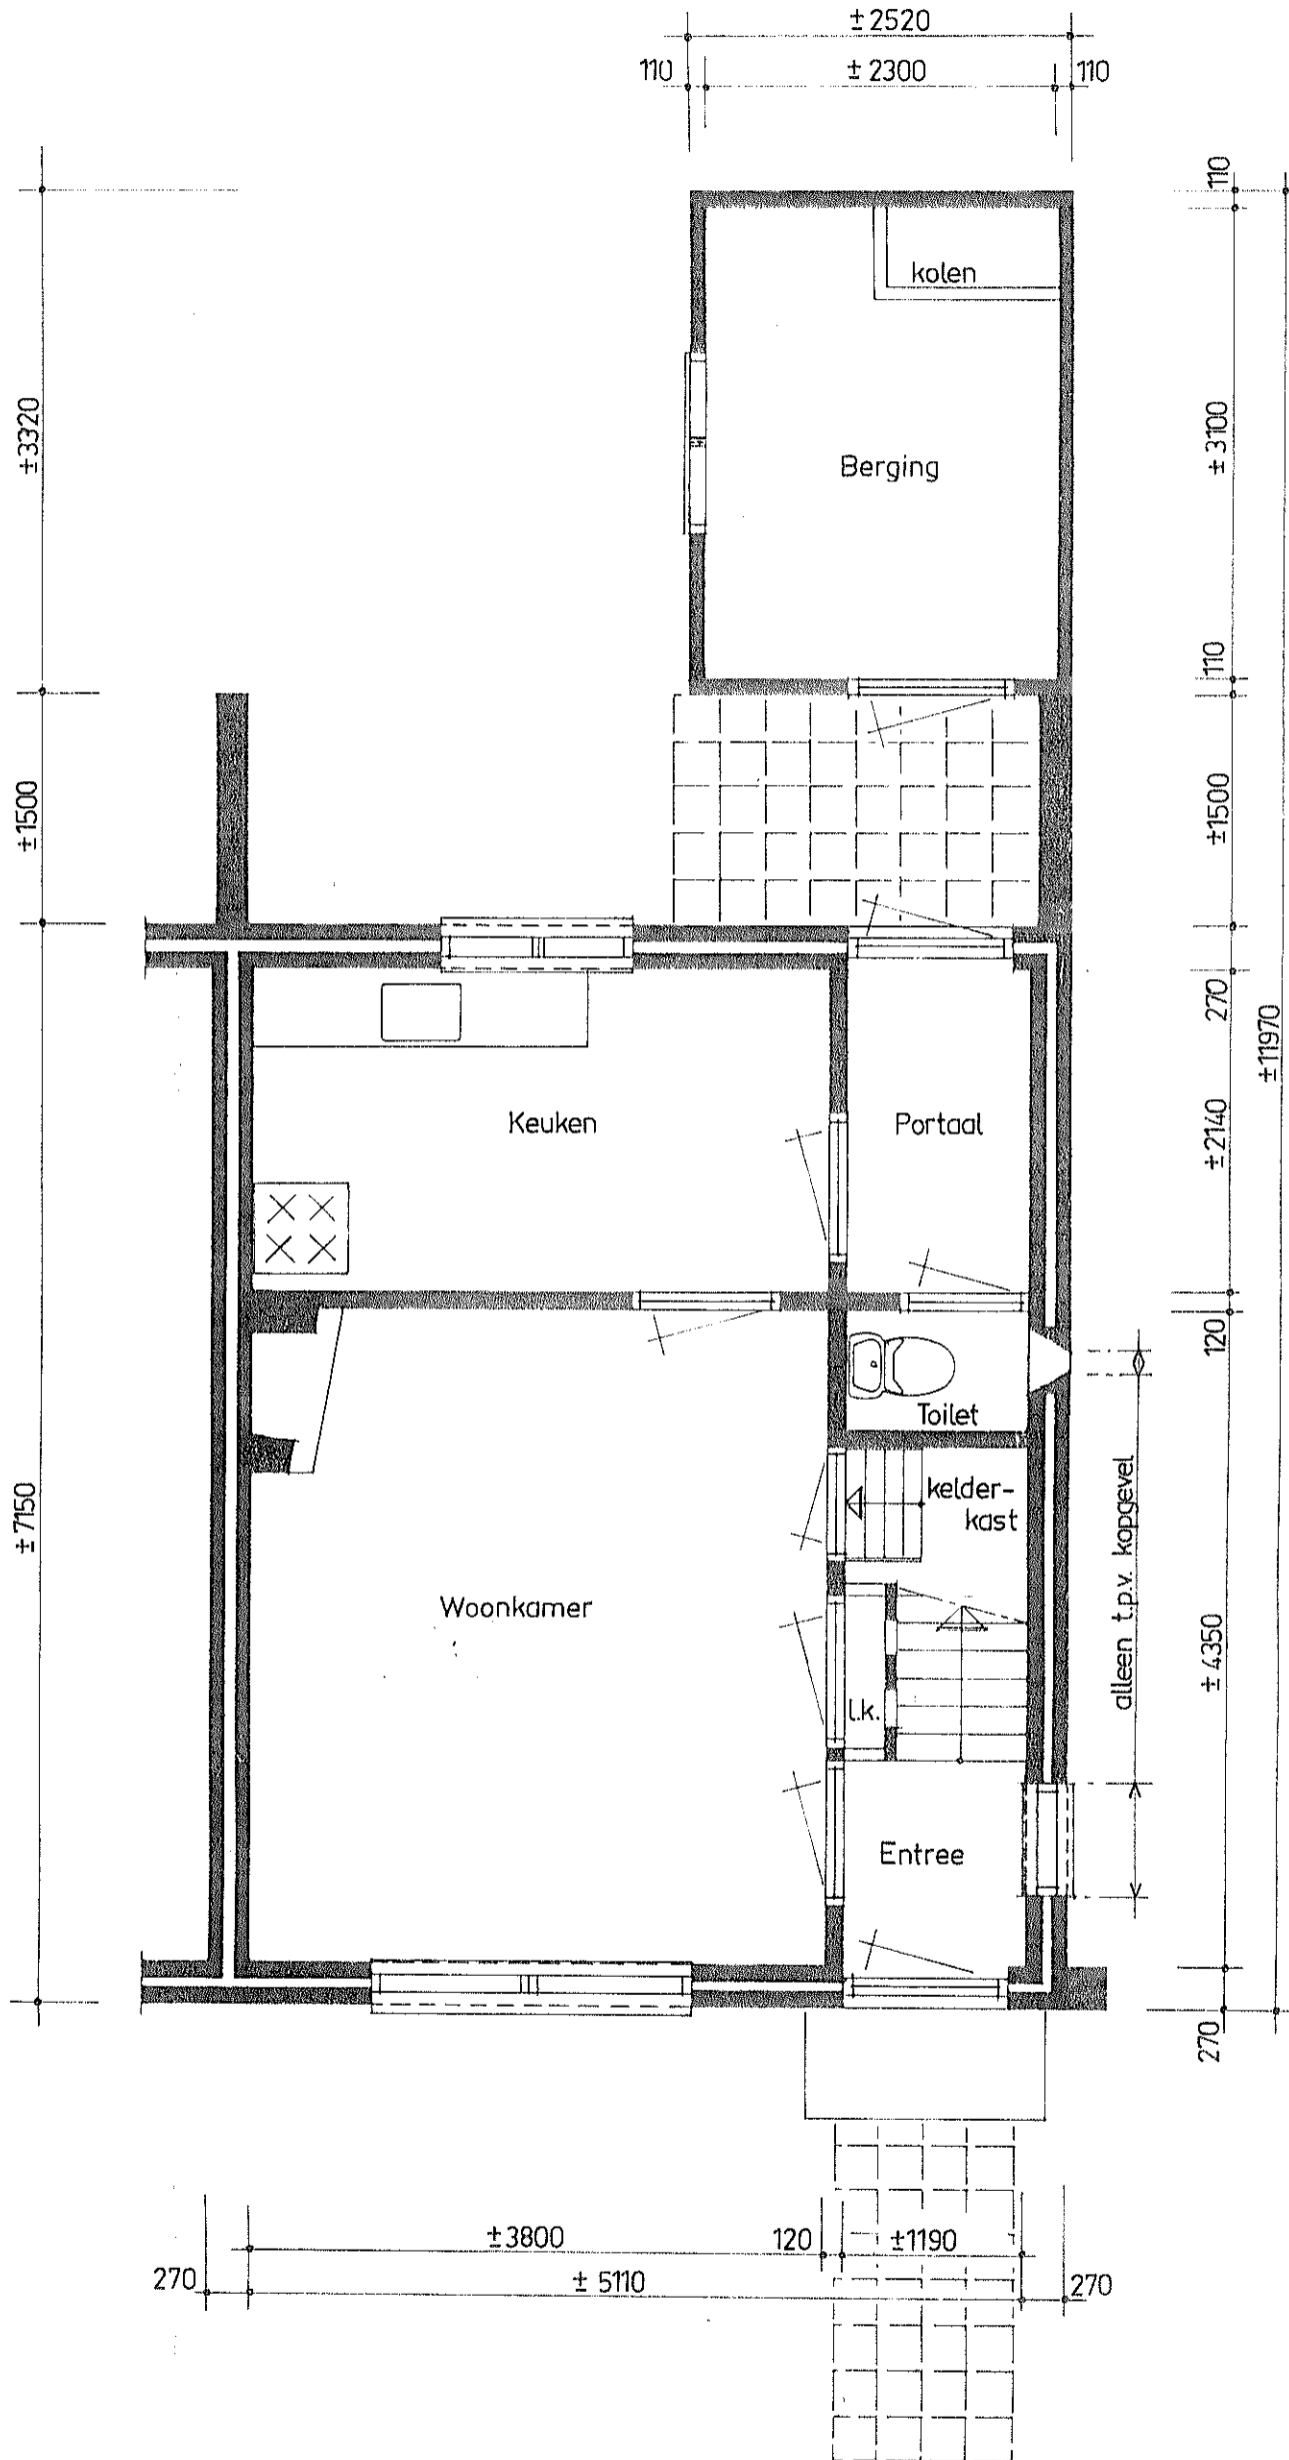 ±2520
110
±2300
110
110
kolen
±3320
±3100
Berging
110
±1500
±1500
270
±11970
Keuken
Portaal
±2140
120
Toilet
kelder-
kast
alleen t.p.v. kopgevel
±7150
Woonkamer
±4350
l.k.
Entree
270
±3800
120
±1190
270
±5110
270